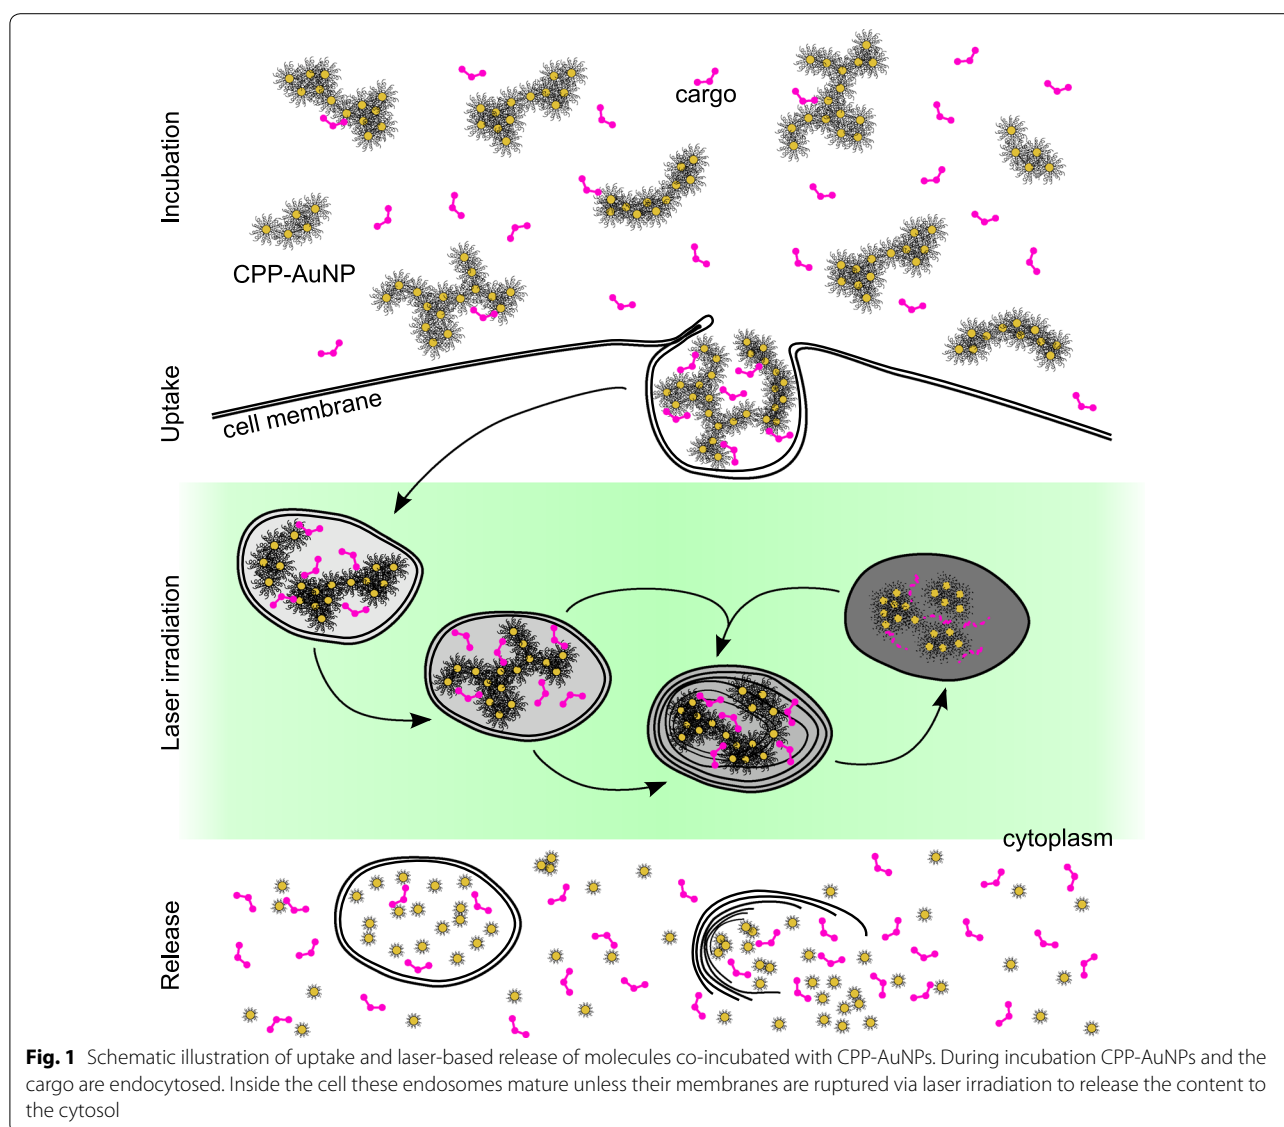 Incubation
cargo
CPP-AuNP
Uptake
cell membrane
Laser irradiation
cytoplasm
Release
Fig. 1 Schematic illustration of uptake and laser-based release of molecules co-incubated with CPP-AuNPs. During incubation CPP-AuNPs and the
cargo are endocytosed. Inside the cell these endosomes mature unless their membranes are ruptured via laser irradiation to release the content to
the cytosol